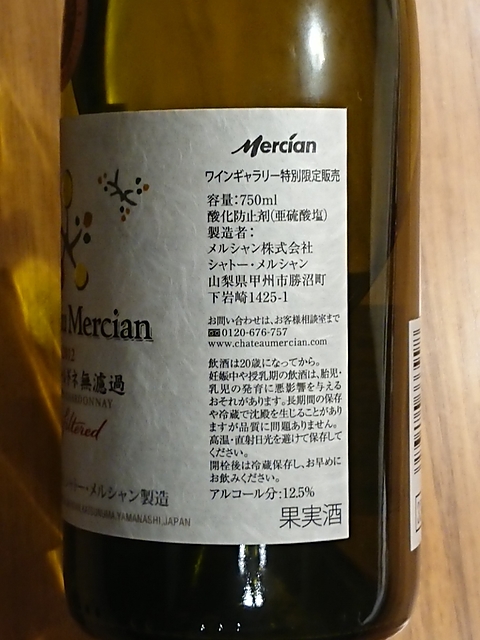 Mercian
ワインギャラリー特別限定販売
容量:750ml
酸化防止剤(亜硫酸塩)
製造者:
メルシャン株式会社
シャトー・メルシャン
山梨県甲州市勝沼町
下岩崎1425-1
お問い合わせは、お客様相談室まで
0120-676-757
www.chateaumercian.com
飲酒は20歳になってから。
妊娠中や授乳期の飲酒は、胎児・
乳児の発育に悪影響を与える
おそれがあります。長期間の保存
や冷蔵で沈殿を生じることがあり
ますが品質に問題ありません。
高温・直射日光を避けて保存して
ください。
開栓後は冷蔵保存し、お早めに
お飲みください。
アルコール分:12.5%
果実酒
Mercian
ドネ無濾過
メルシャン製造
YAMANASHI, JAPAN